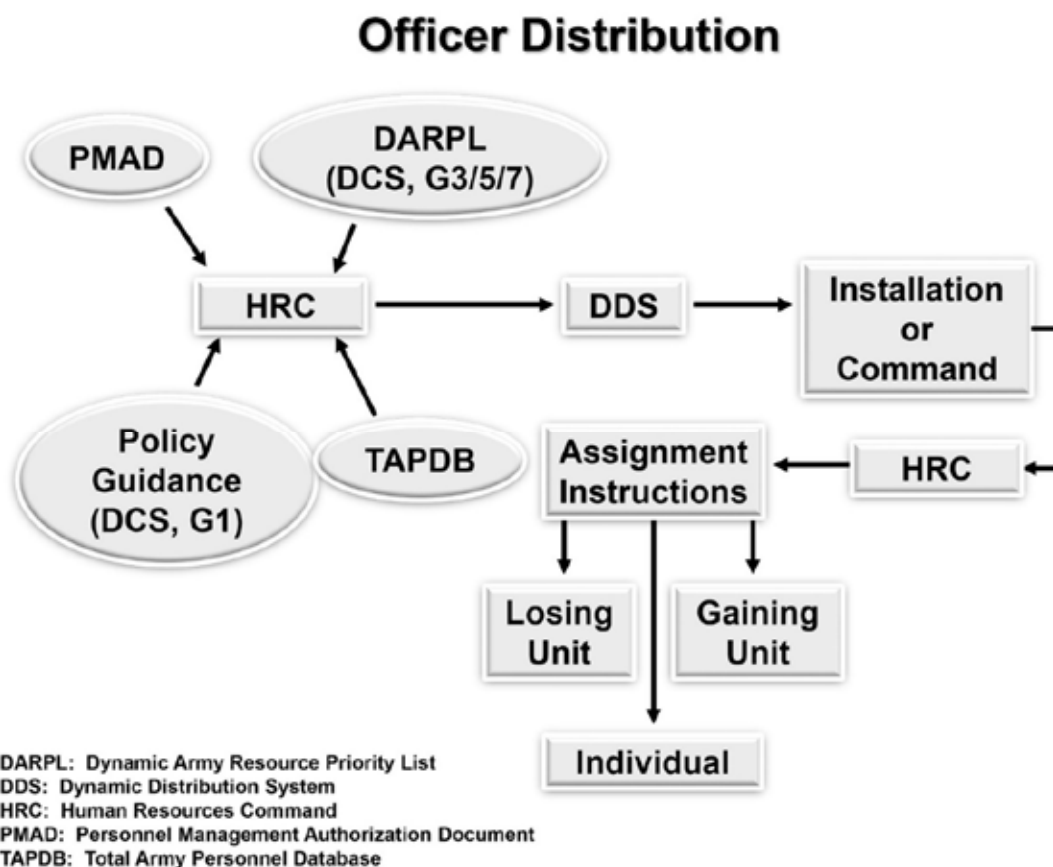 Officer Distribution
PMAD
DARPL
(DCS, G3/5/7)
HRC
DDS
Installation
or
Command
Policy
Guidance
(DCS, G1)
TAPDB
Assignment
Instructions
HRC
Losing
Unit
Gaining
Unit
Individual
DARPL: Dynamic Army Resource Priority List
DDS: Dynamic Distribution System
HRC: Human Resources Command
PMAD: Personnel Management Authorization Document
TAPDB: Total Army Personnel Database